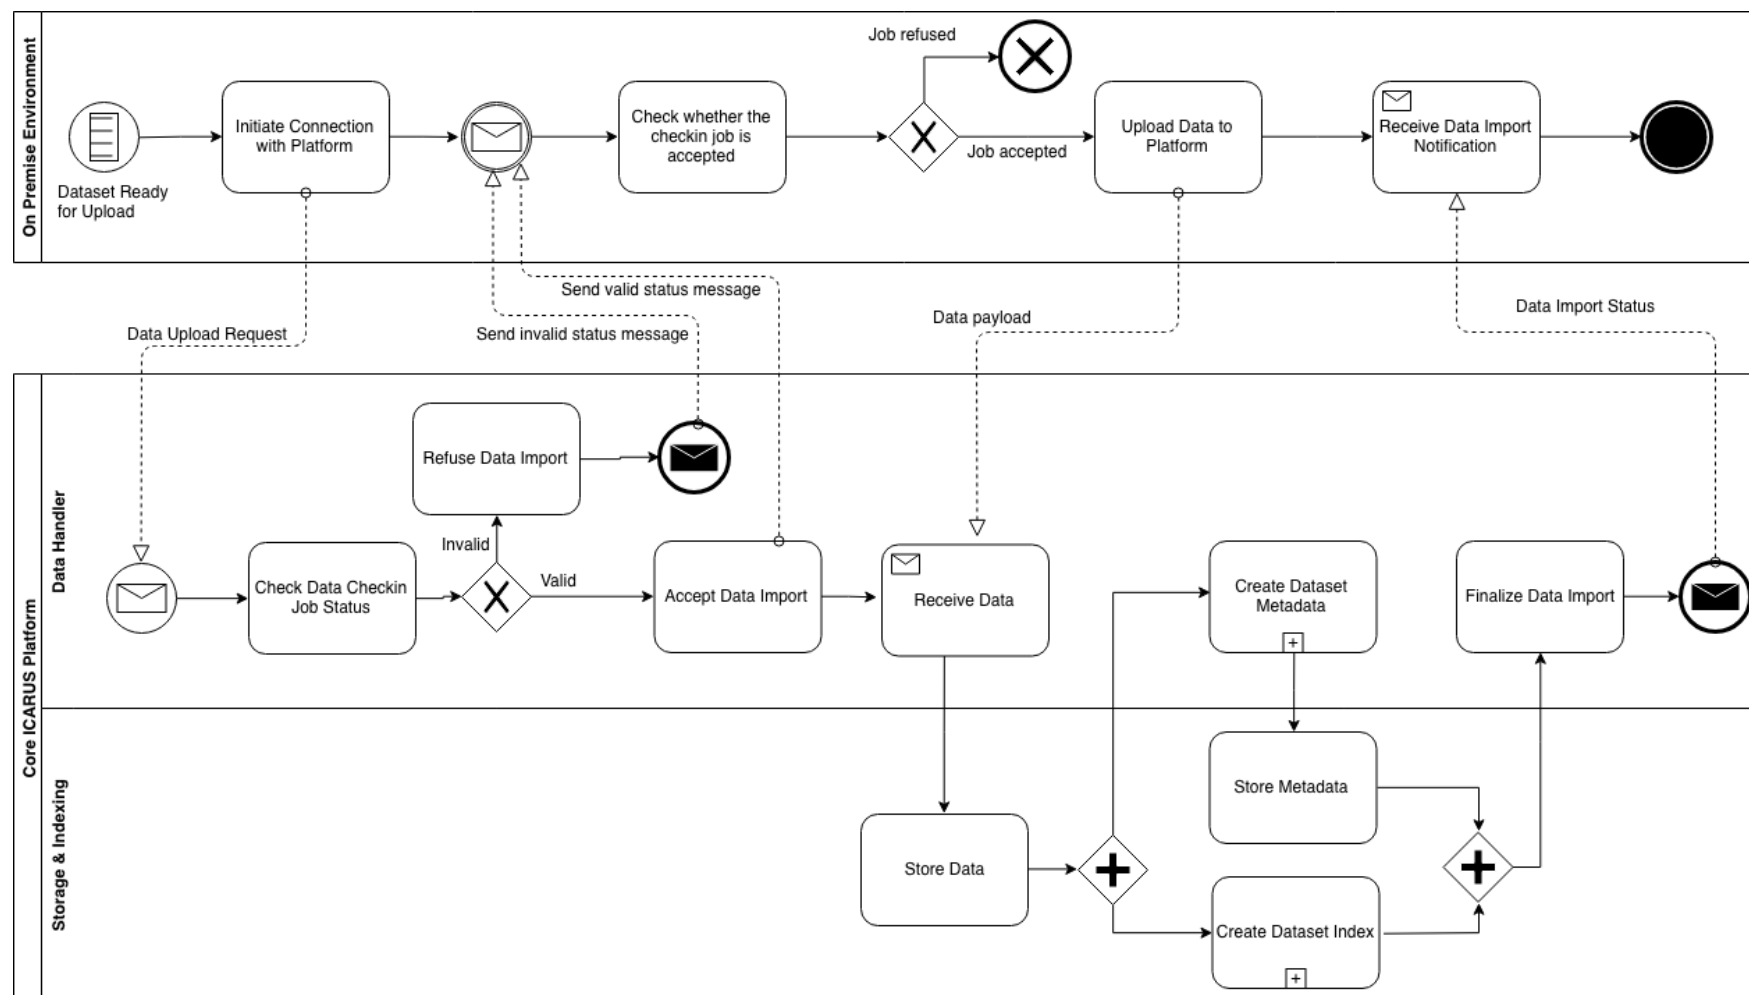 On Premise Environment
Job refused
Initiate Connection
with Platform
Check whether the
checkin job is
accepted
Job accepted
Upload Data to
Platform
Receive Data Import
Notification
Dataset Ready
for Upload
Send valid status message
Data Upload Request
Send invalid status message
Data payload
Data Import Status
Core ICARUS Platform
Data Handler
Refuse Data Import
Invalid
Check Data Checkin
Job Status
Valid
Accept Data Import
Receive Data
Create Dataset
Metadata
Finalize Data Import
Storage & Indexing
Store Metadata
Store Data
Create Dataset Index